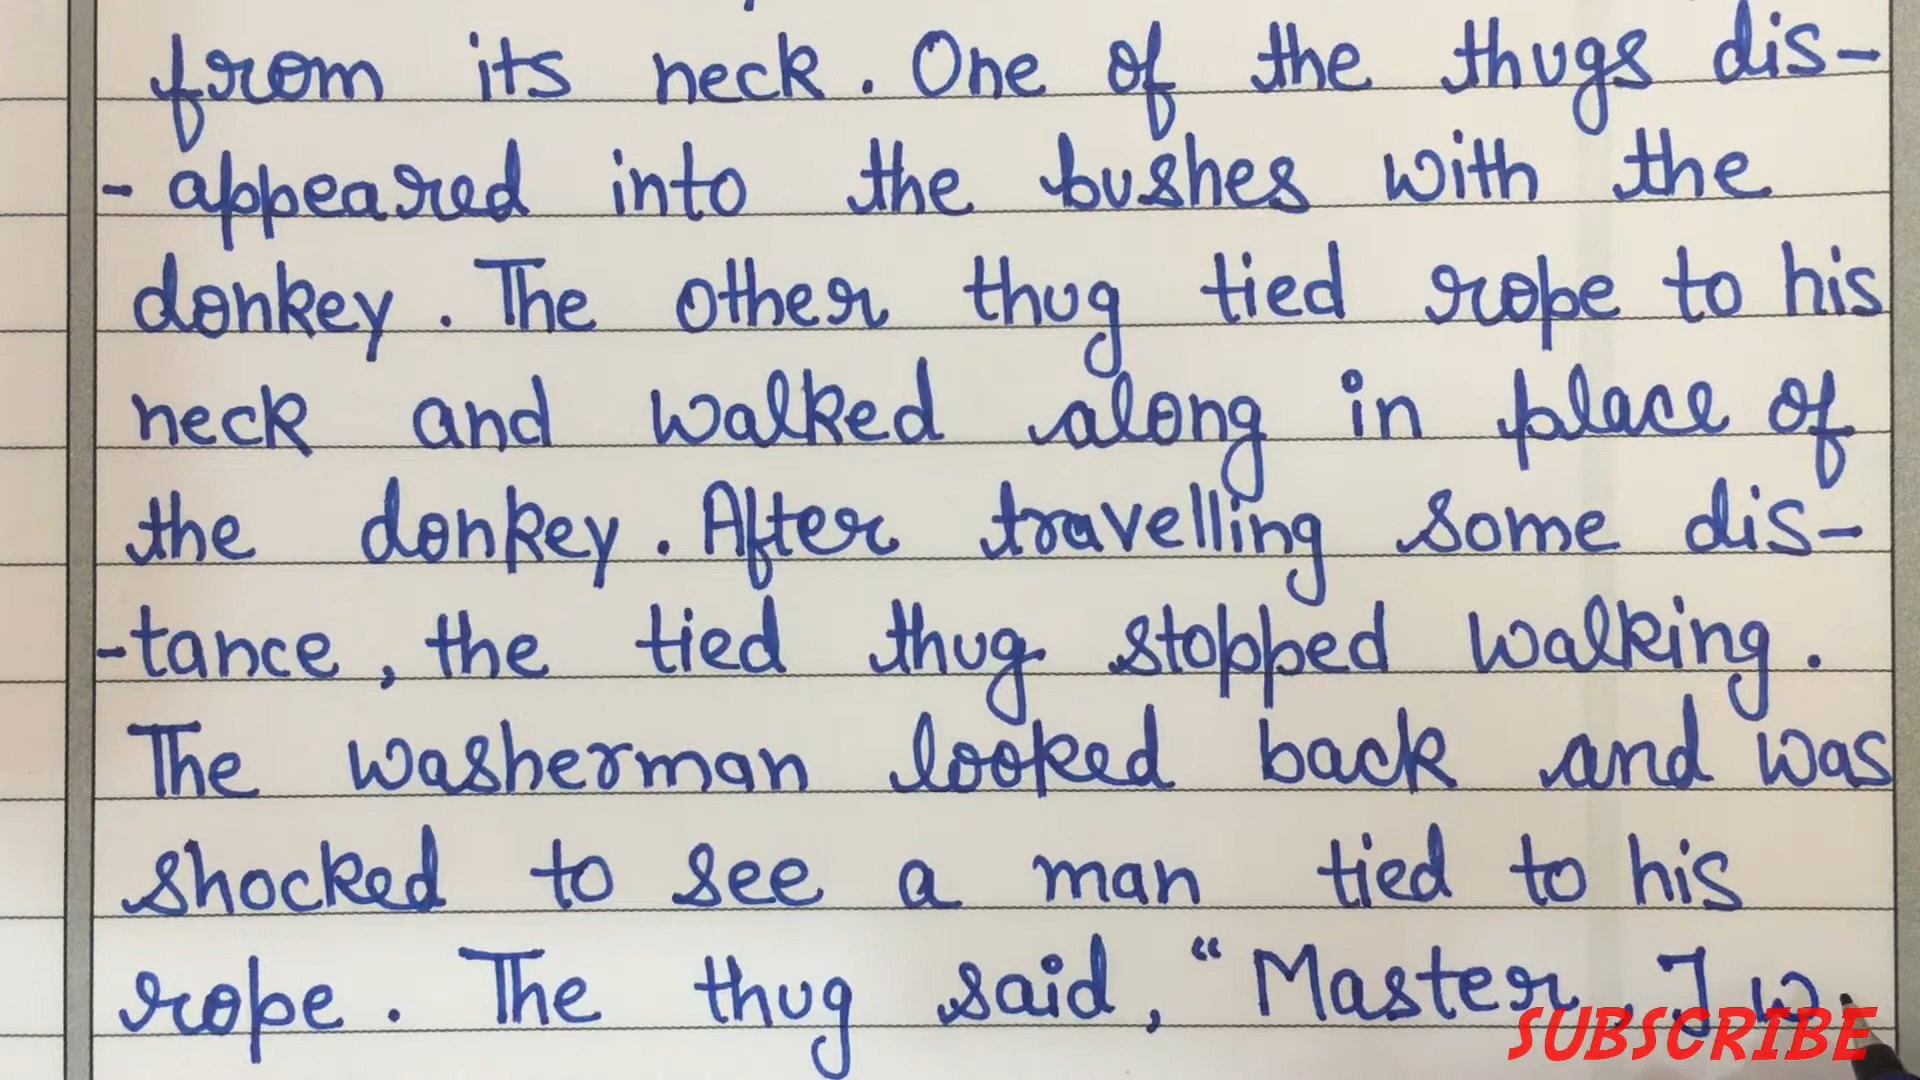 from its neck. One of the thugs dis-
- appeared into the bushes with the
donkey. The other thug tied rope to his
neck and walked along in place of
the donkey. After travelling some dis-
-tance, the tied thug stopped walking.
The washerman looked back and was
shocked to see a man tied to his
rope. The thug said, "Master, I w
SUBSCRIBE